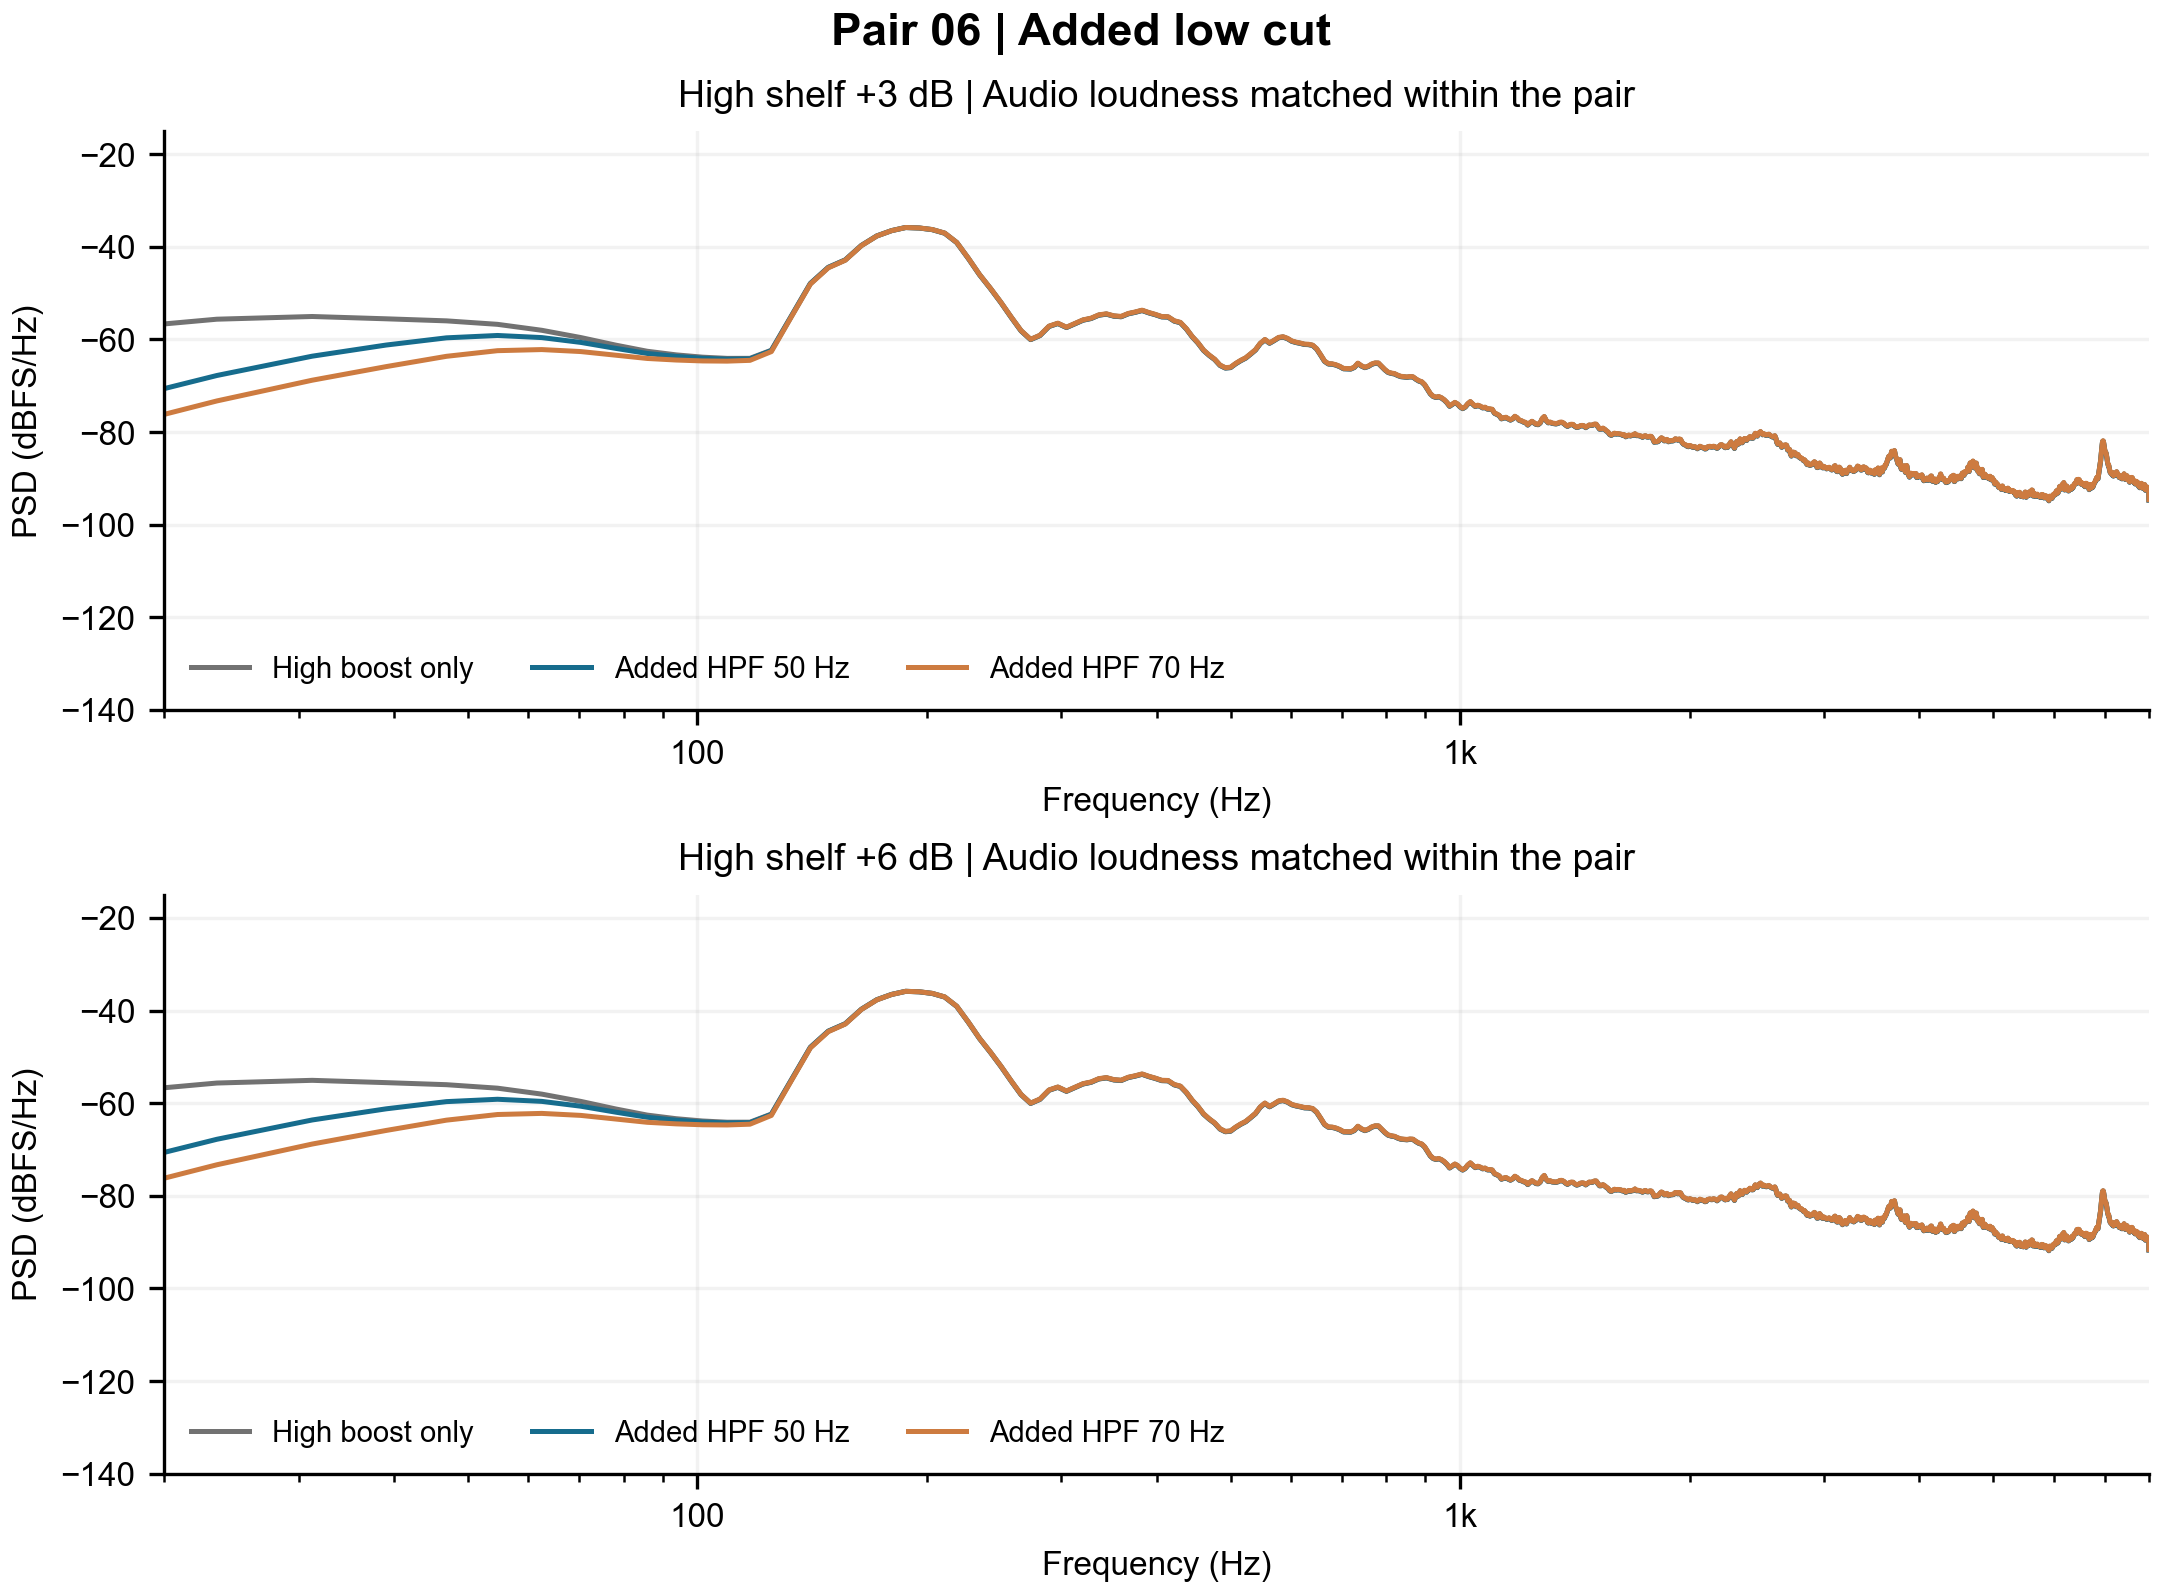 Pair 06 | Added low cut
High shelf +3 dB | Audio loudness matched within the pair
PSD (dBFS/Hz)
−20
−40
−60
−80
−100
−120
−140
High boost only
Added HPF 50 Hz
Added HPF 70 Hz
100
1k
Frequency (Hz)
High shelf +6 dB | Audio loudness matched within the pair
PSD (dBFS/Hz)
−20
−40
−60
−80
−100
−120
−140
High boost only
Added HPF 50 Hz
Added HPF 70 Hz
100
1k
Frequency (Hz)